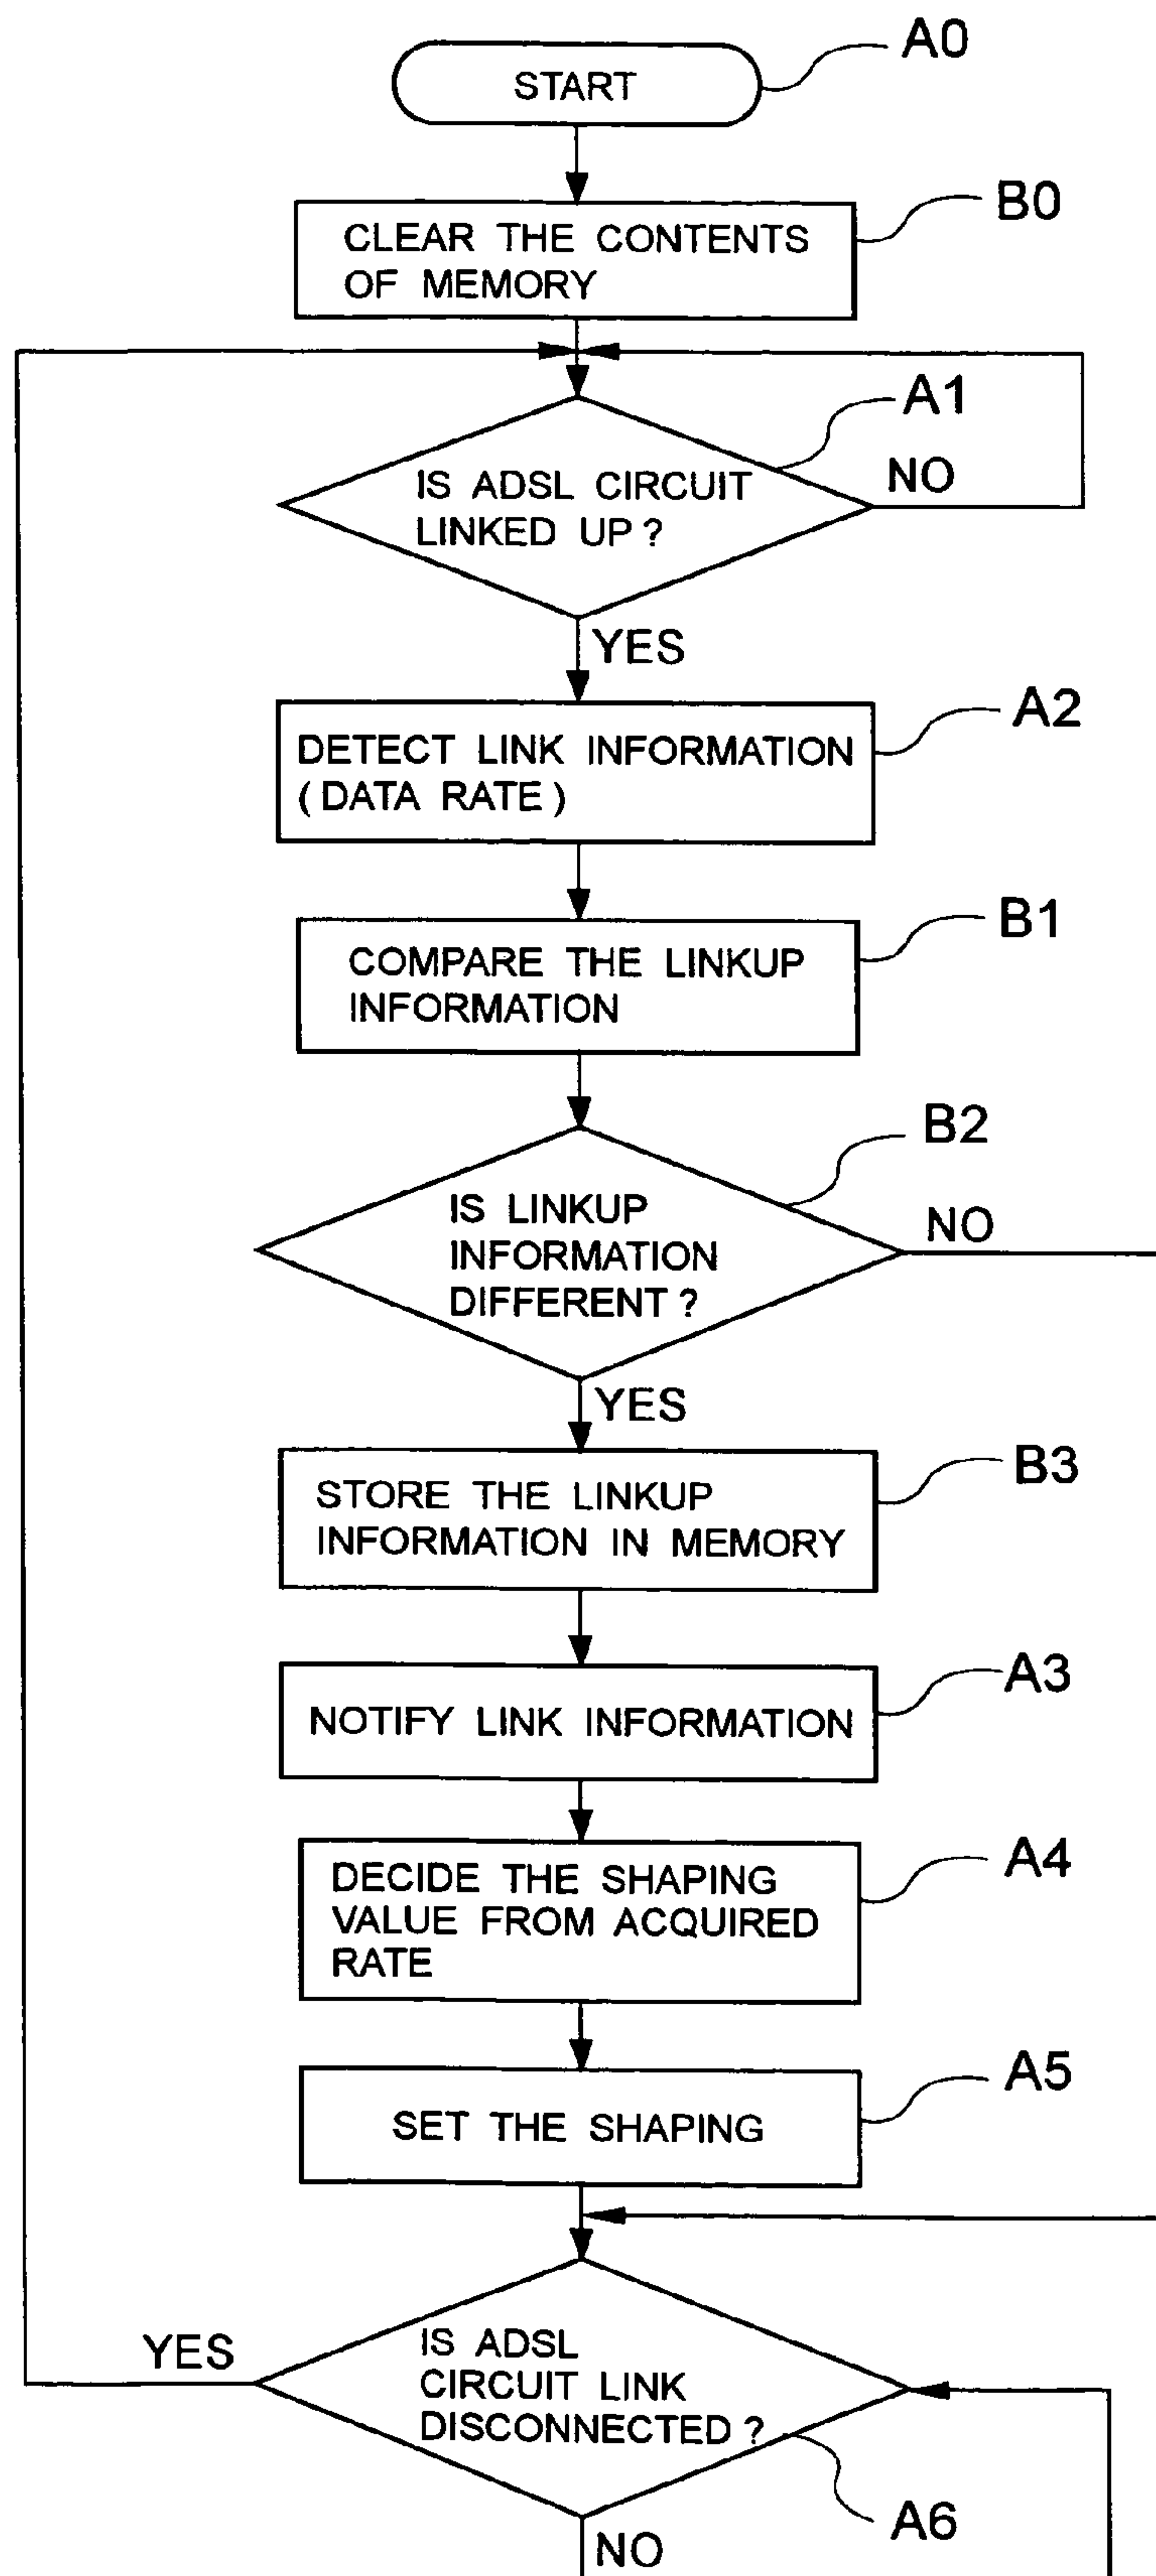 A0
START
B0
CLEAR THE CONTENTS
OF MEMORY
A1
IS ADSL CIRCUIT
LINKED UP?
NO
YES
A2
DETECT LINK INFORMATION
(DATA RATE)
B1
COMPARE THE LINKUP
INFORMATION
B2
IS LINKUP
INFORMATION
DIFFERENT?
NO
YES
B3
STORE THE LINKUP
INFORMATION IN MEMORY
A3
NOTIFY LINK INFORMATION
A4
DECIDE THE SHAPING
VALUE FROM ACQUIRED
RATE
A5
SET THE SHAPING
YES
IS ADSL
CIRCUIT LINK
DISCONNECTED?
A6
NO